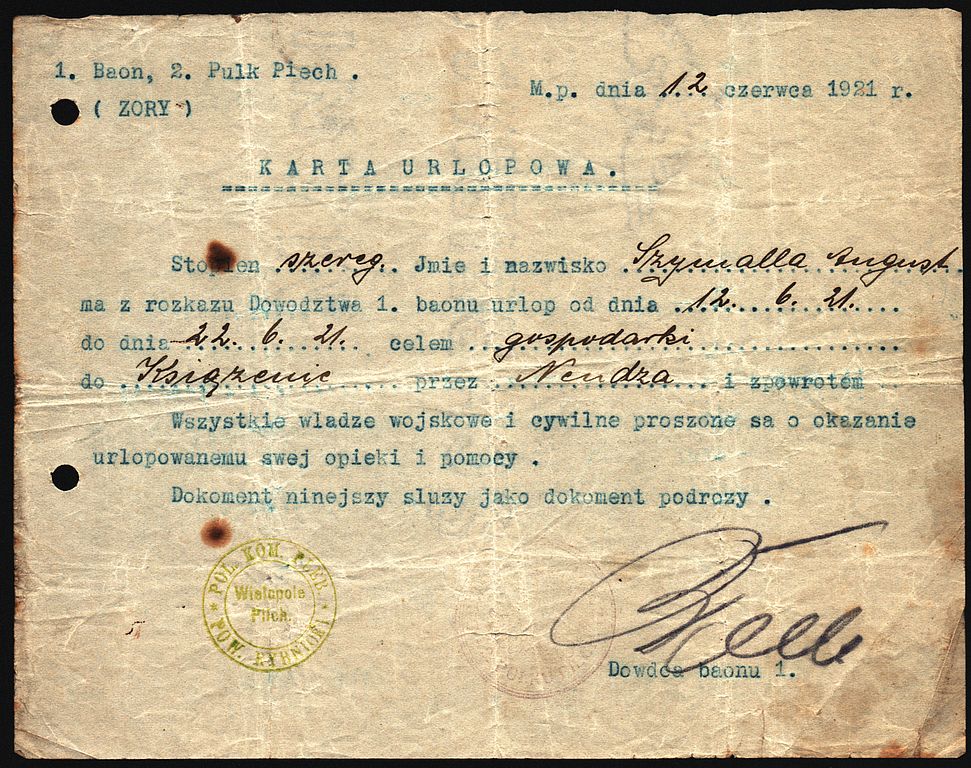 1. Baon, 2. Pulk Piech .
( ZORY )
M.p. dnia 12 czerwca 1921 r.
KARTA URLOPOWA.
Stopien szereg. Jmie i nazwisko Szymalla August
ma z rozkazu Dowodztwa 1. baonu urlop od dnia 12. 6. 21.
do dnia 22. 6. 21. celem gospodarki
do Książenic przez Nendza i zpowrotem
Wszystkie wladze wojskowe i cywilne proszone sa o okazanie
urlopowanemu swej opieki i pomocy .
Dokoment ninejszy sluzy jako dokoment podrozy .
POL. KOM. PLEB.
Wielopole
Pilch.
POW. RYBNICKI
Dowdca baonu 1.